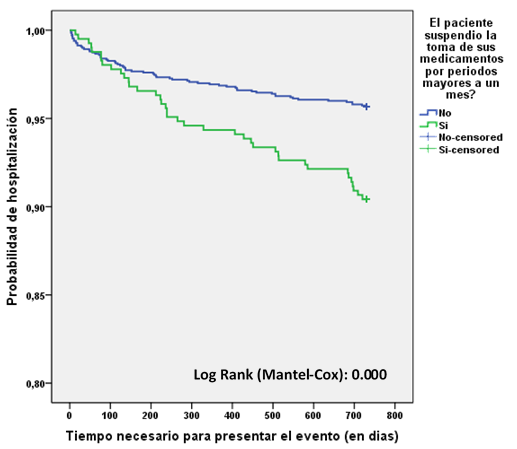 El paciente
suspendio la
toma de sus
medicamentos
por periodos
mayores a un
mes?
No
Si
No-censored
Si-censored
Probabilidad de hospitalización
1,00
0,95
0,90
0,85
0,80
Log Rank (Mantel-Cox): 0.000
0 100 200 300 400 500 600 700 800
Tiempo necesario para presentar el evento (en dias)